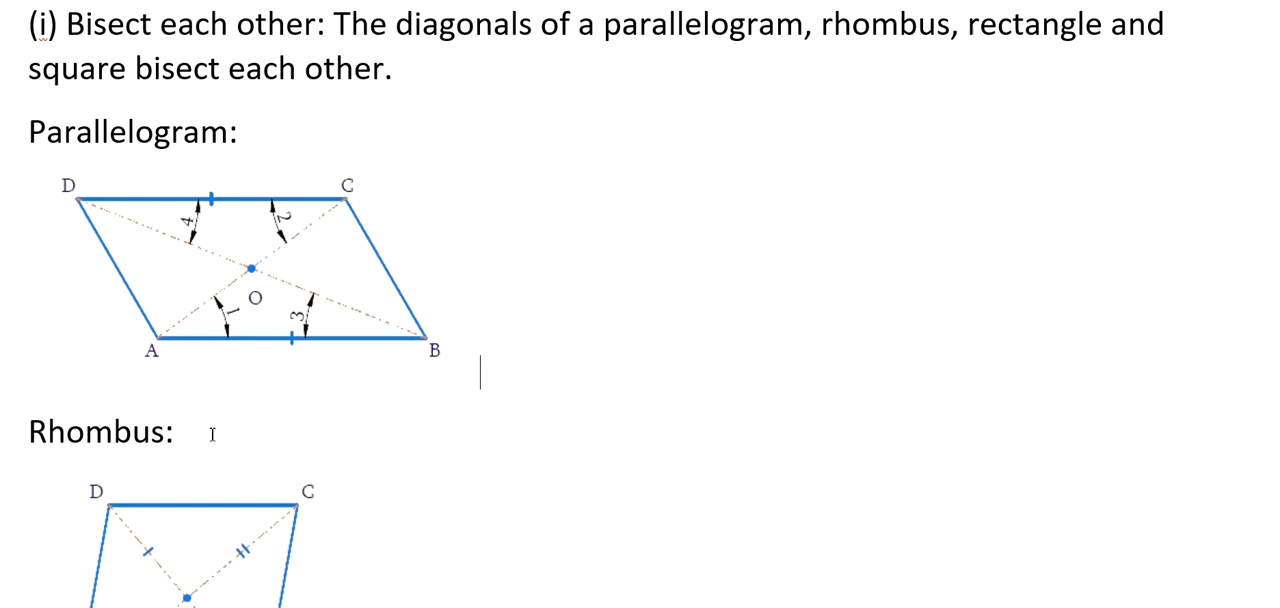 (i) Bisect each other: The diagonals of a parallelogram, rhombus, rectangle and
square bisect each other.
Parallelogram:
D C
4 2
O
1 3
A B
Rhombus:
D C